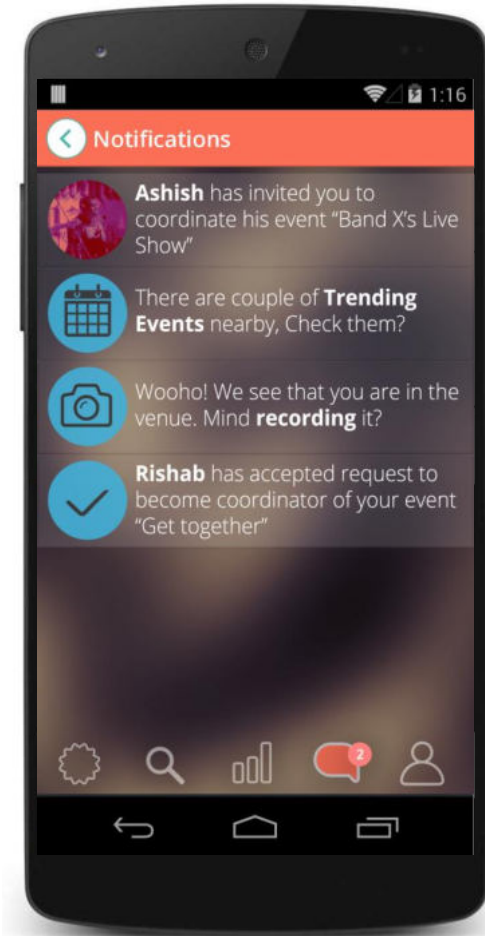 1:16
Notifications
Ashish has invited you to
coordinate his event “Band X’s Live
Show”
There are couple of Trending
Events nearby, Check them?
Wooho! We see that you are in the
venue. Mind recording it?
Rishab has accepted request to
become coordinator of your event
“Get together”
2